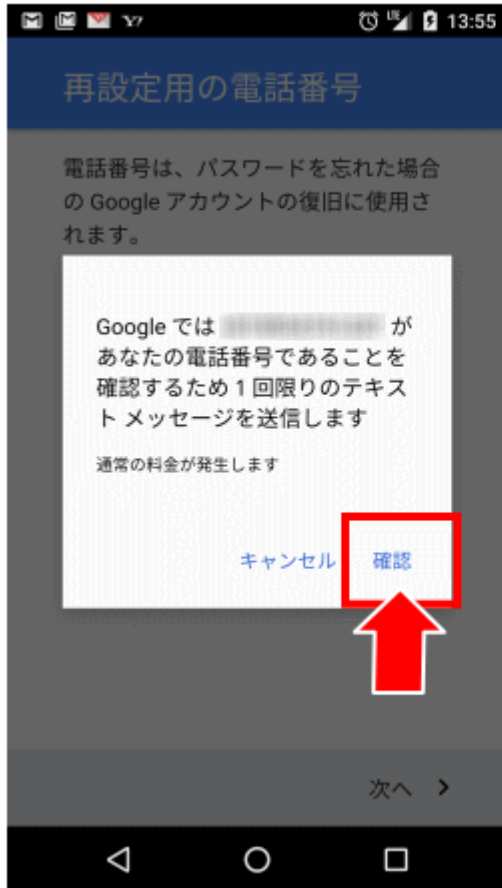 13:55
再設定用の電話番号
電話番号は、パスワードを忘れた場合
の Google アカウントの復旧に使用さ
れます。
Google では が
あなたの電話番号であることを
確認するため 1 回限りのテキス
ト メッセージを送信します
通常の料金が発生します
キャンセル 確認
次へ